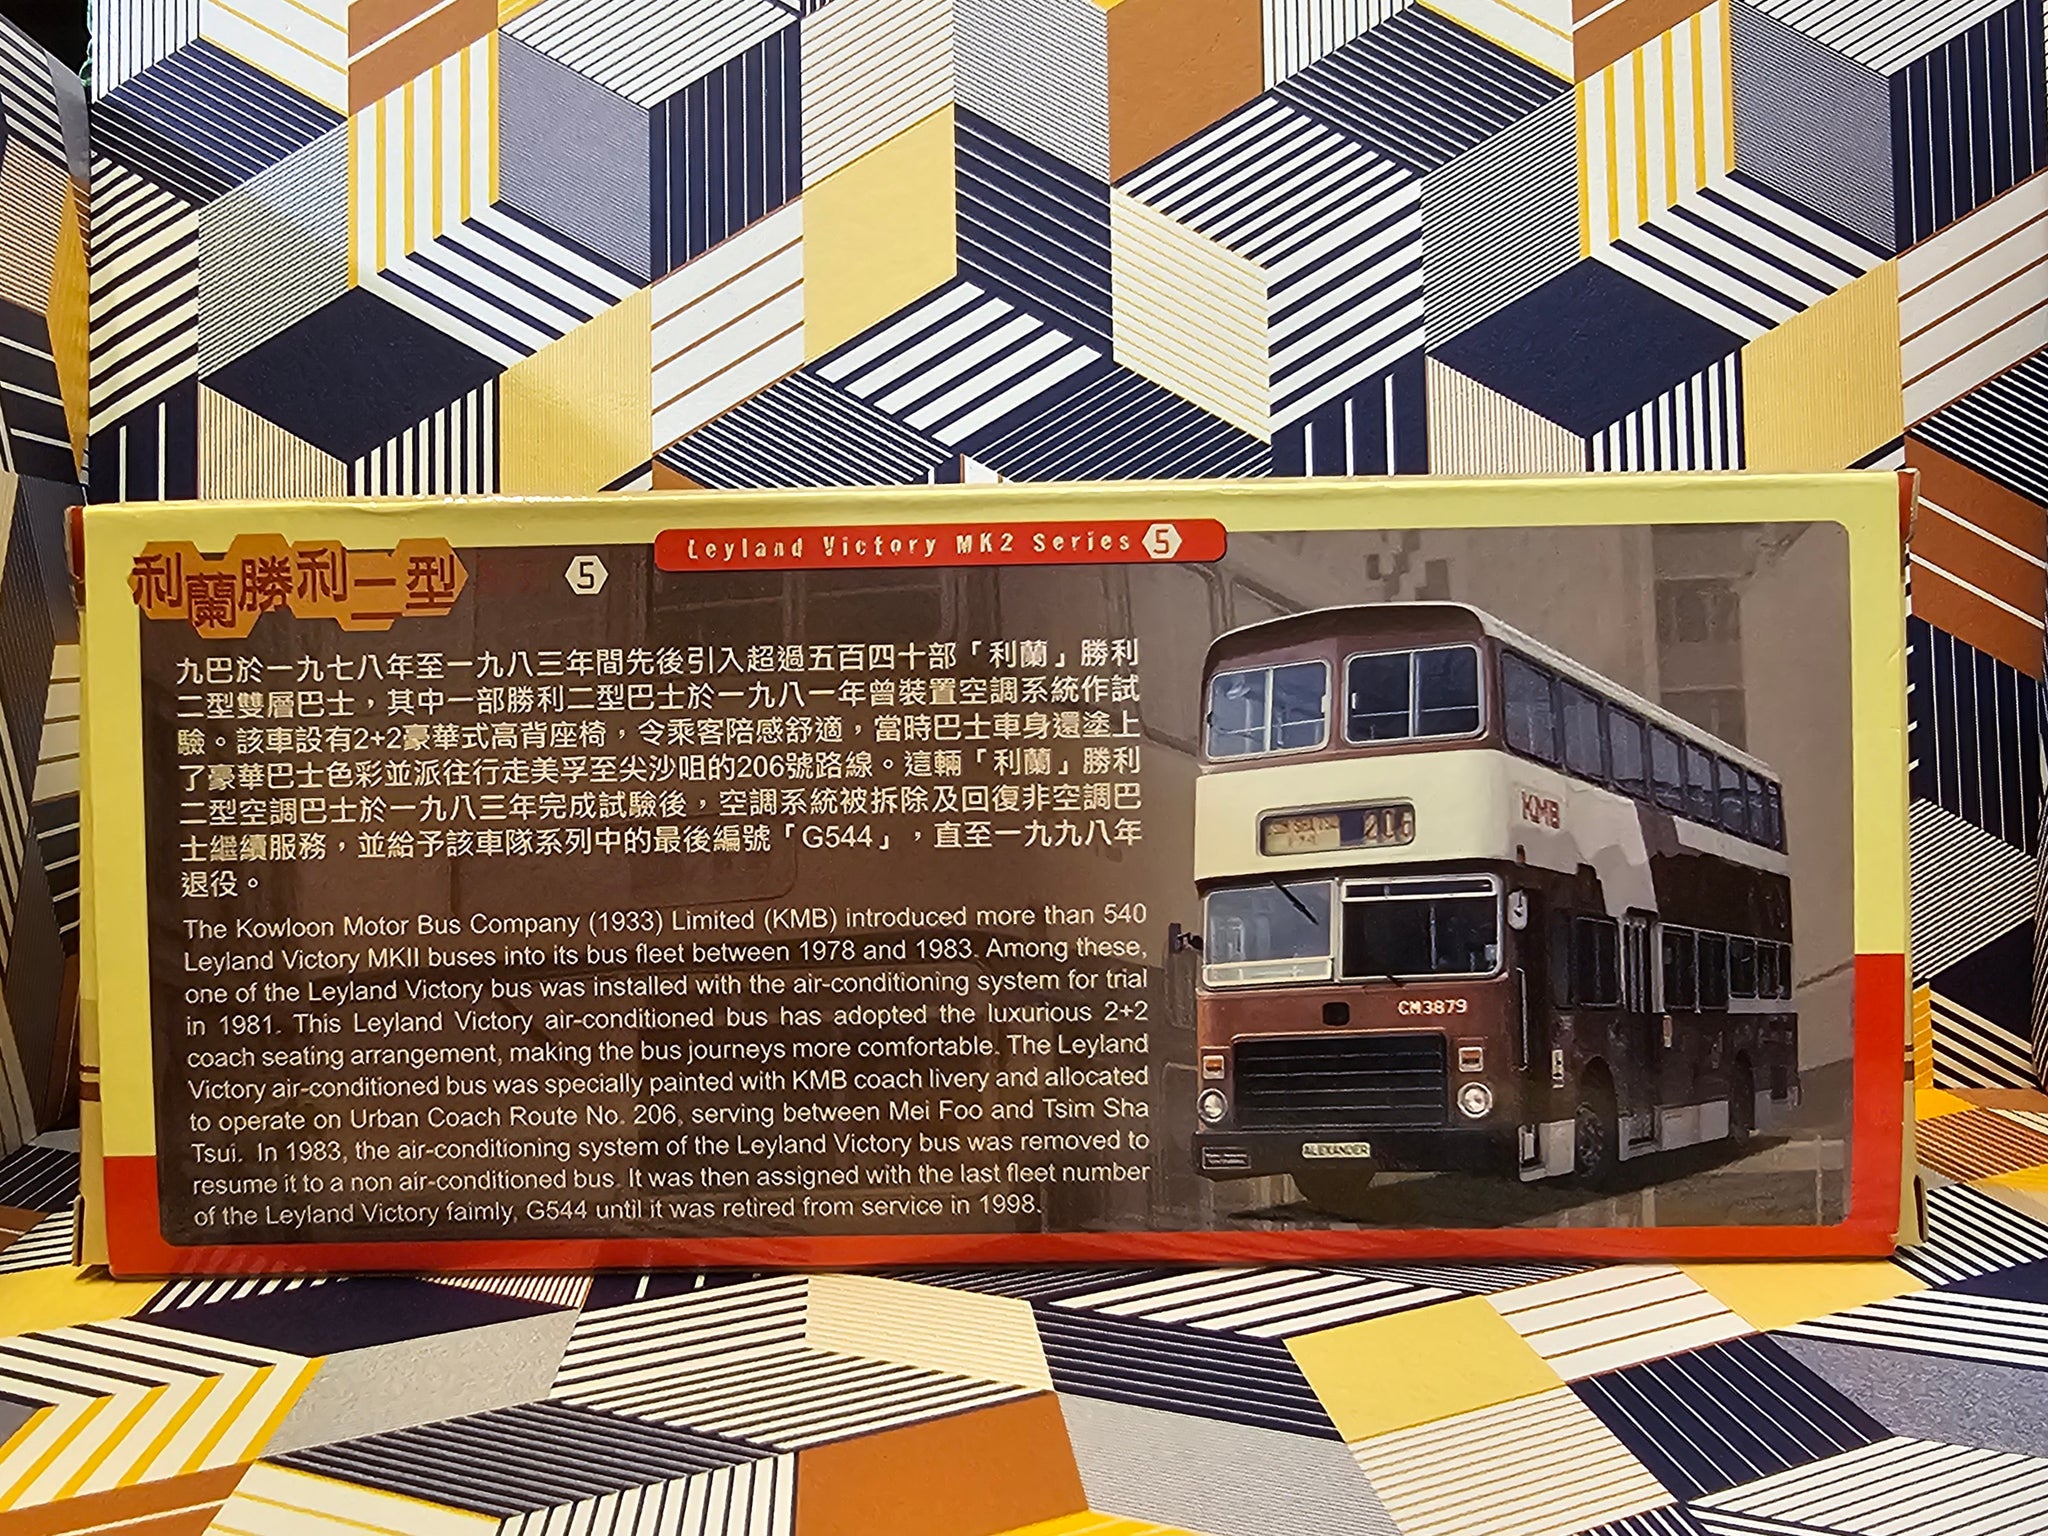 利蘭勝利二型
5
Leyland Victory MK2 Series 5
九巴於一九七八年至一九八三年間先後引入超過五百四十部「利蘭」勝利
二型雙層巴士，其中一部勝利二型巴士於一九八一年曾裝置空調系統作試
驗。該車設有2+2豪華式高背座椅，令乘客陪感舒適，當時巴士車身還塗上
了豪華巴士色彩並派往行走美孚至尖沙咀的206號路線。這輛「利蘭」勝利
二型空調巴士於一九八三年完成試驗後，空調系統被拆除及回復非空調巴
士繼續服務，並給予該車隊系列中的最後編號「G544」，直至一九九八年
退役。
The Kowloon Motor Bus Company (1933) Limited (KMB) introduced more than 540
Leyland Victory MKII buses into its bus fleet between 1978 and 1983. Among these,
one of the Leyland Victory bus was installed with the air-conditioning system for trial
in 1981. This Leyland Victory air-conditioned bus has adopted the luxurious 2+2
coach seating arrangement, making the bus journeys more comfortable. The Leyland
Victory air-conditioned bus was specially painted with KMB coach livery and allocated
to operate on Urban Coach Route No. 206, serving between Mei Foo and Tsim Sha
Tsui. In 1983, the air-conditioning system of the Leyland Victory bus was removed to
resume it to a non air-conditioned bus. It was then assigned with the last fleet number
of the Leyland Victory faimly, G544 until it was retired from service in 1998.
KMB
CM3879
ALEXANDER